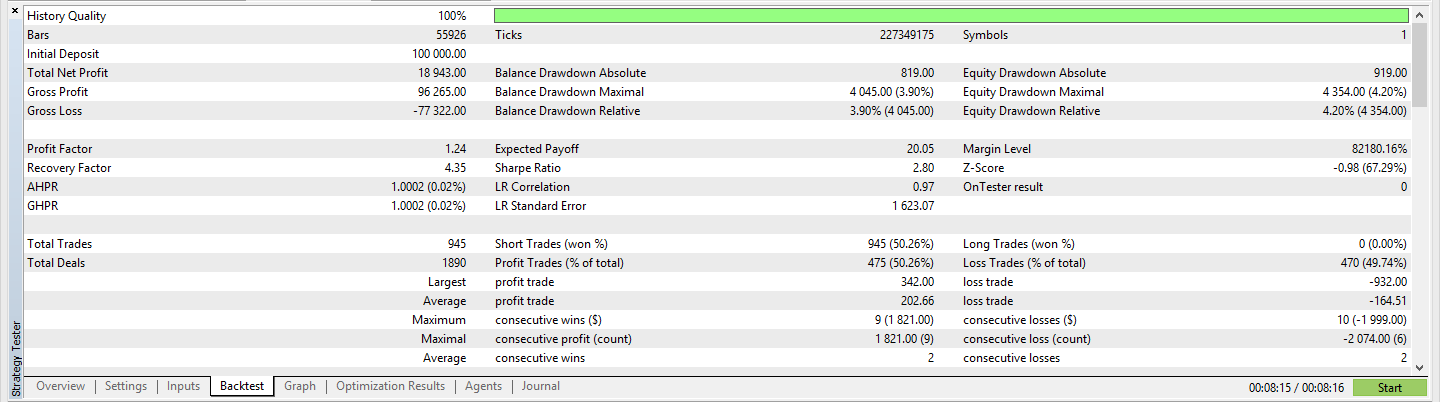 History Quality 100%
Bars 55926 Ticks 227349175 Symbols 1
Initial Deposit 100 000.00
Total Net Profit 18 943.00 Balance Drawdown Absolute 819.00 Equity Drawdown Absolute 919.00
Gross Profit 96 265.00 Balance Drawdown Maximal 4 045.00 (3.90%) Equity Drawdown Maximal 4 354.00 (4.20%)
Gross Loss -77 322.00 Balance Drawdown Relative 3.90% (4 045.00) Equity Drawdown Relative 4.20% (4 354.00)
Profit Factor 1.24 Expected Payoff 20.05 Margin Level 82180.16%
Recovery Factor 4.35 Sharpe Ratio 2.80 Z-Score -0.98 (67.29%)
AHPR 1.0002 (0.02%) LR Correlation 0.97 OnTester result 0
GHPR 1.0002 (0.02%) LR Standard Error 1 623.07
Total Trades 945 Short Trades (won %) 945 (50.26%) Long Trades (won %) 0 (0.00%)
Total Deals 1890 Profit Trades (% of total) 475 (50.26%) Loss Trades (% of total) 470 (49.74%)
Largest profit trade 342.00 loss trade -932.00
Average profit trade 202.66 loss trade -164.51
Maximum consecutive wins ($) 9 (1 821.00) consecutive losses ($) 10 (-1 999.00)
Maximal consecutive profit (count) 1 821.00 (9) consecutive loss (count) -2 074.00 (6)
Average consecutive wins 2 consecutive losses 2
Strategy Tester
Overview | Settings | Inputs | Backtest | Graph | Optimization Results | Agents | Journal 00:08:15 / 00:08:16 Start